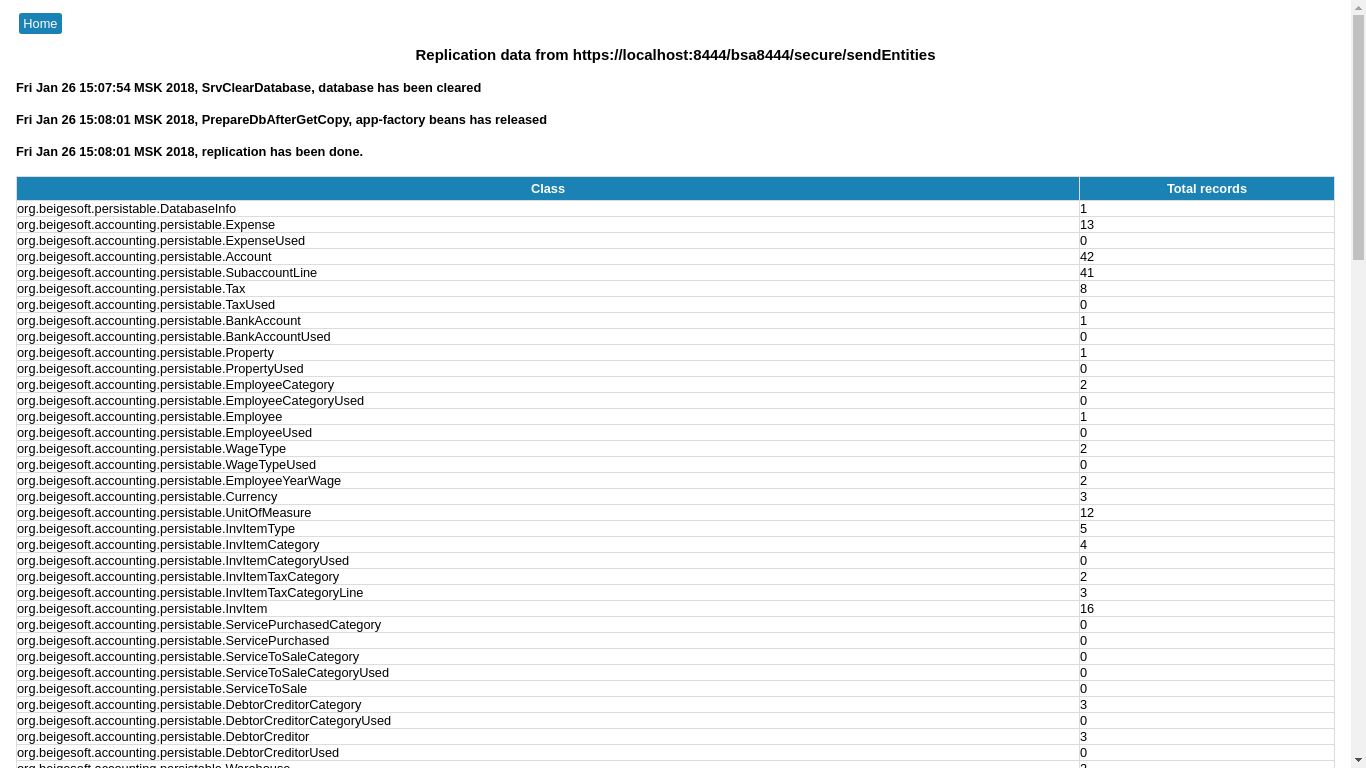 Home
Replication data from https://localhost:8444/bsa8444/secure/sendEntities
Fri Jan 26 15:07:54 MSK 2018, SrvClearDatabase, database has been cleared
Fri Jan 26 15:08:01 MSK 2018, PrepareDbAfterGetCopy, app-factory beans has released
Fri Jan 26 15:08:01 MSK 2018, replication has been done.
Class Total records
org.beigesoft.persistable.DatabaseInfo 1
org.beigesoft.accounting.persistable.Expense 13
org.beigesoft.accounting.persistable.ExpenseUsed 0
org.beigesoft.accounting.persistable.Account 42
org.beigesoft.accounting.persistable.SubaccountLine 41
org.beigesoft.accounting.persistable.Tax 8
org.beigesoft.accounting.persistable.TaxUsed 0
org.beigesoft.accounting.persistable.BankAccount 1
org.beigesoft.accounting.persistable.BankAccountUsed 0
org.beigesoft.accounting.persistable.Property 1
org.beigesoft.accounting.persistable.PropertyUsed 0
org.beigesoft.accounting.persistable.EmployeeCategory 2
org.beigesoft.accounting.persistable.EmployeeCategoryUsed 0
org.beigesoft.accounting.persistable.Employee 1
org.beigesoft.accounting.persistable.EmployeeUsed 0
org.beigesoft.accounting.persistable.WageType 2
org.beigesoft.accounting.persistable.WageTypeUsed 0
org.beigesoft.accounting.persistable.EmployeeYearWage 2
org.beigesoft.accounting.persistable.Currency 3
org.beigesoft.accounting.persistable.UnitOfMeasure 12
org.beigesoft.accounting.persistable.InvItemType 5
org.beigesoft.accounting.persistable.InvItemCategory 4
org.beigesoft.accounting.persistable.InvItemCategoryUsed 0
org.beigesoft.accounting.persistable.InvItemTaxCategory 2
org.beigesoft.accounting.persistable.InvItemTaxCategoryLine 3
org.beigesoft.accounting.persistable.InvItem 16
org.beigesoft.accounting.persistable.ServicePurchasedCategory 0
org.beigesoft.accounting.persistable.ServicePurchased 0
org.beigesoft.accounting.persistable.ServiceToSaleCategory 0
org.beigesoft.accounting.persistable.ServiceToSaleCategoryUsed 0
org.beigesoft.accounting.persistable.ServiceToSale 0
org.beigesoft.accounting.persistable.DebtorCreditorCategory 3
org.beigesoft.accounting.persistable.DebtorCreditorCategoryUsed 0
org.beigesoft.accounting.persistable.DebtorCreditor 3
org.beigesoft.accounting.persistable.DebtorCreditorUsed 0
org.beigesoft.accounting.persistable.Warehouse